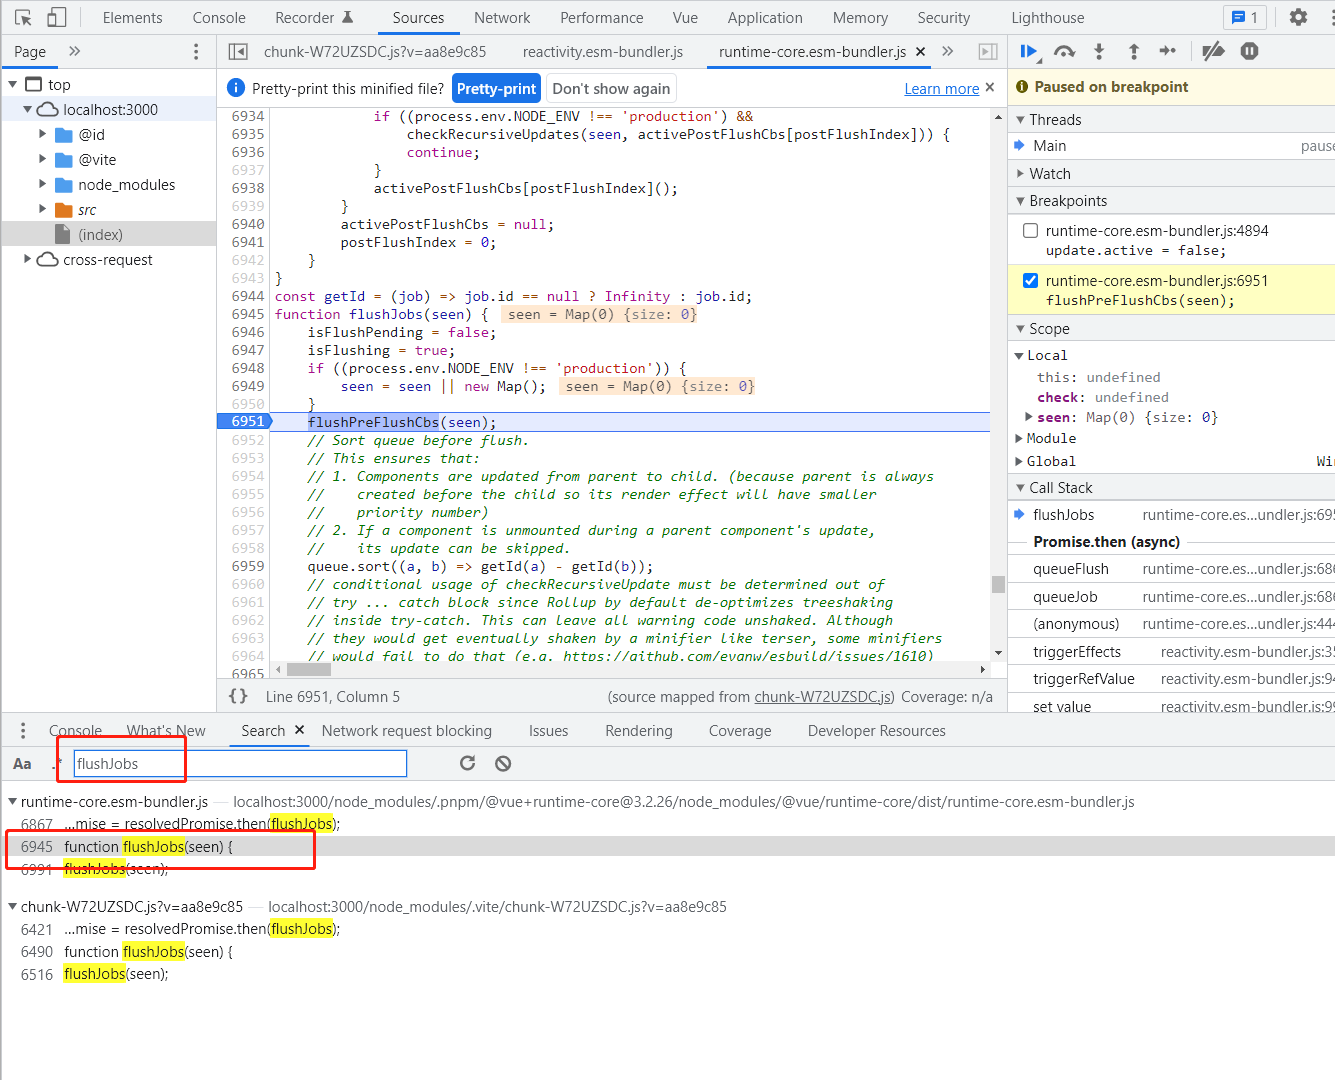 Elements Console Recorder Sources Network Performance Vue Application Memory Security Lighthouse 1
Page » chunk-W72UZSDC.js?v=aa8e9c85 reactivity.esm-bundler.js runtime-core.esm-bundler.js × »
Pretty-print this minified file? Pretty-print Don't show again Learn more ×
top
localhost:3000
@id
@vite
node_modules
src
(index)
cross-request
6934 if ((process.env.NODE_ENV !== 'production') &&
6935 checkRecursiveUpdates(seen, activePostFlushCbs[postFlushIndex])) {
6936 continue;
6937 }
6938 activePostFlushCbs[postFlushIndex]();
6939 }
6940 activePostFlushCbs = null;
6941 postFlushIndex = 0;
6942 }
6943 }
6944 const getId = (job) => job.id == null ? Infinity : job.id;
6945 function flushJobs(seen) { seen = Map(0) {size: 0}
6946 isFlushPending = false;
6947 isFlushing = true;
6948 if ((process.env.NODE_ENV !== 'production')) {
6949 seen = seen || new Map(); seen = Map(0) {size: 0}
6950 }
6951 flushPreFlushCbs(seen);
6952 // Sort queue before flush.
6953 // This ensures that:
6954 // 1. Components are updated from parent to child. (because parent is always
6955 // created before the child so its render effect will have smaller
6956 // priority number)
6957 // 2. If a component is unmounted during a parent component's update,
6958 // its update can be skipped.
6959 queue.sort((a, b) => getId(a) - getId(b));
6960 // conditional usage of checkRecursiveUpdate must be determined out of
6961 // try ... catch block since Rollup by default de-optimizes treeshaking
6962 // inside try-catch. This can leave all warning code unshaked. Although
6963 // they would get eventually shaken by a minifier like terser, some minifiers
6964 // would fail to do that (e.g. https://github.com/evanw/esbuild/issues/1610)
6965
{} Line 6951, Column 5 (source mapped from chunk-W72UZSDC.js) Coverage: n/a
Paused on breakpoint
Threads
Main pause
Watch
Breakpoints
runtime-core.esm-bundler.js:4894
update.active = false;
runtime-core.esm-bundler.js:6951
flushPreFlushCbs(seen);
Scope
Local
this: undefined
check: undefined
seen: Map(0) {size: 0}
Module
Global Wi
Call Stack
flushJobs runtime-core.es…undler.js:695
Promise.then (async)
queueFlush runtime-core.es…undler.js:686
queueJob runtime-core.es…undler.js:686
(anonymous) runtime-core.es…undler.js:444
triggerEffects reactivity.esm-bundler.js:35
triggerRefValue reactivity.esm-bundler.js:94
set value reactivity.esm-bundler.js:99
Console What's New Search × Network request blocking Issues Rendering Coverage Developer Resources
Aa .* flushJobs
runtime-core.esm-bundler.js — localhost:3000/node_modules/.pnpm/@vue+runtime-core@3.2.26/node_modules/@vue/runtime-core/dist/runtime-core.esm-bundler.js
6867 …mise = resolvedPromise.then(flushJobs);
6945 function flushJobs(seen) {
6991 flushJobs(seen);
chunk-W72UZSDC.js?v=aa8e9c85 — localhost:3000/node_modules/.vite/chunk-W72UZSDC.js?v=aa8e9c85
6421 …mise = resolvedPromise.then(flushJobs);
6490 function flushJobs(seen) {
6516 flushJobs(seen);